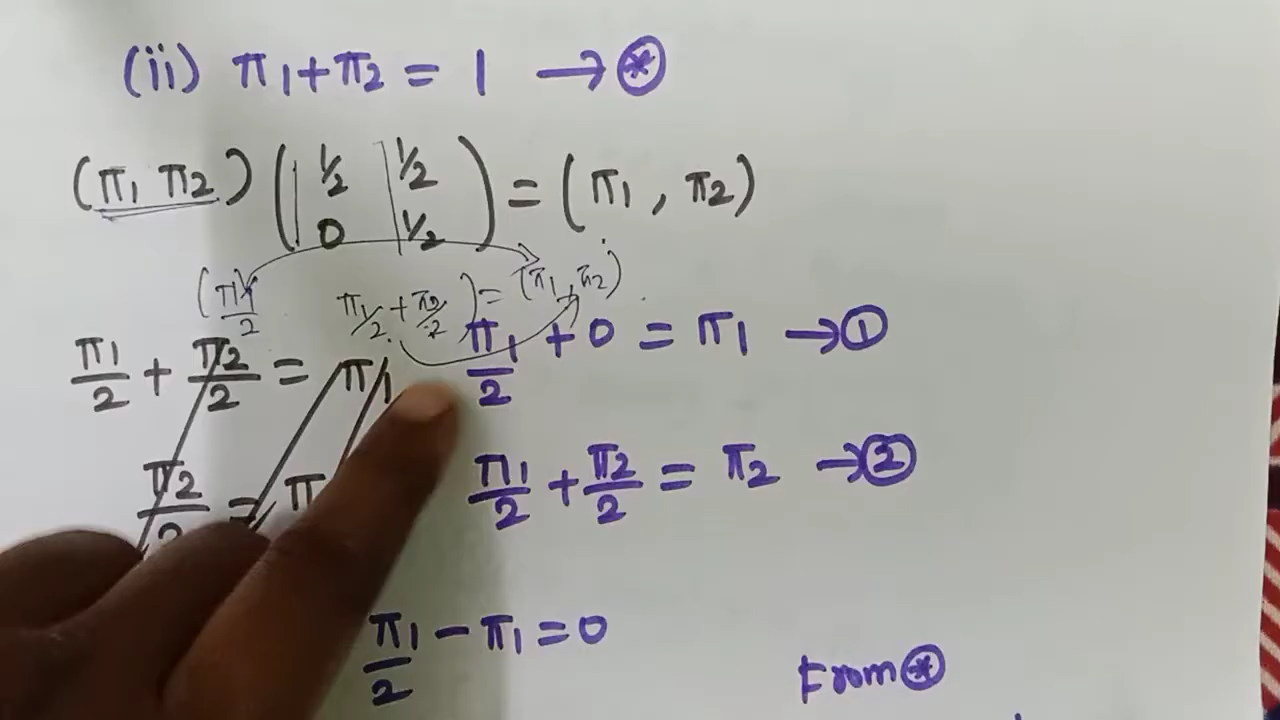 (ii) π1+π2 = 1 → ⊛
(π1 π2) ( 1/2 1/2
0 1/2 ) = (π1 , π2)
(π1/2 π1/2 + π2/2) = (π1, π2)
π1/2 + 0 = π1 → ①
π1/2 + π2/2 = π1
π1/2 + π2/2 = π2 → ②
π2/2 = π
π1/2 - π1 = 0
From ⊛